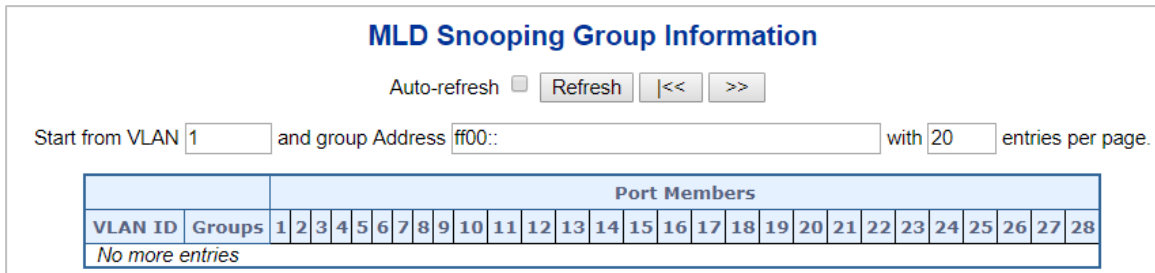 MLD Snooping Group Information
Auto-refresh Refresh |<< >>
Start from VLAN 1 and group Address ff00:: with 20 entries per page.
Port Members
VLAN ID Groups 1 2 3 4 5 6 7 8 9 10 11 12 13 14 15 16 17 18 19 20 21 22 23 24 25 26 27 28
No more entries